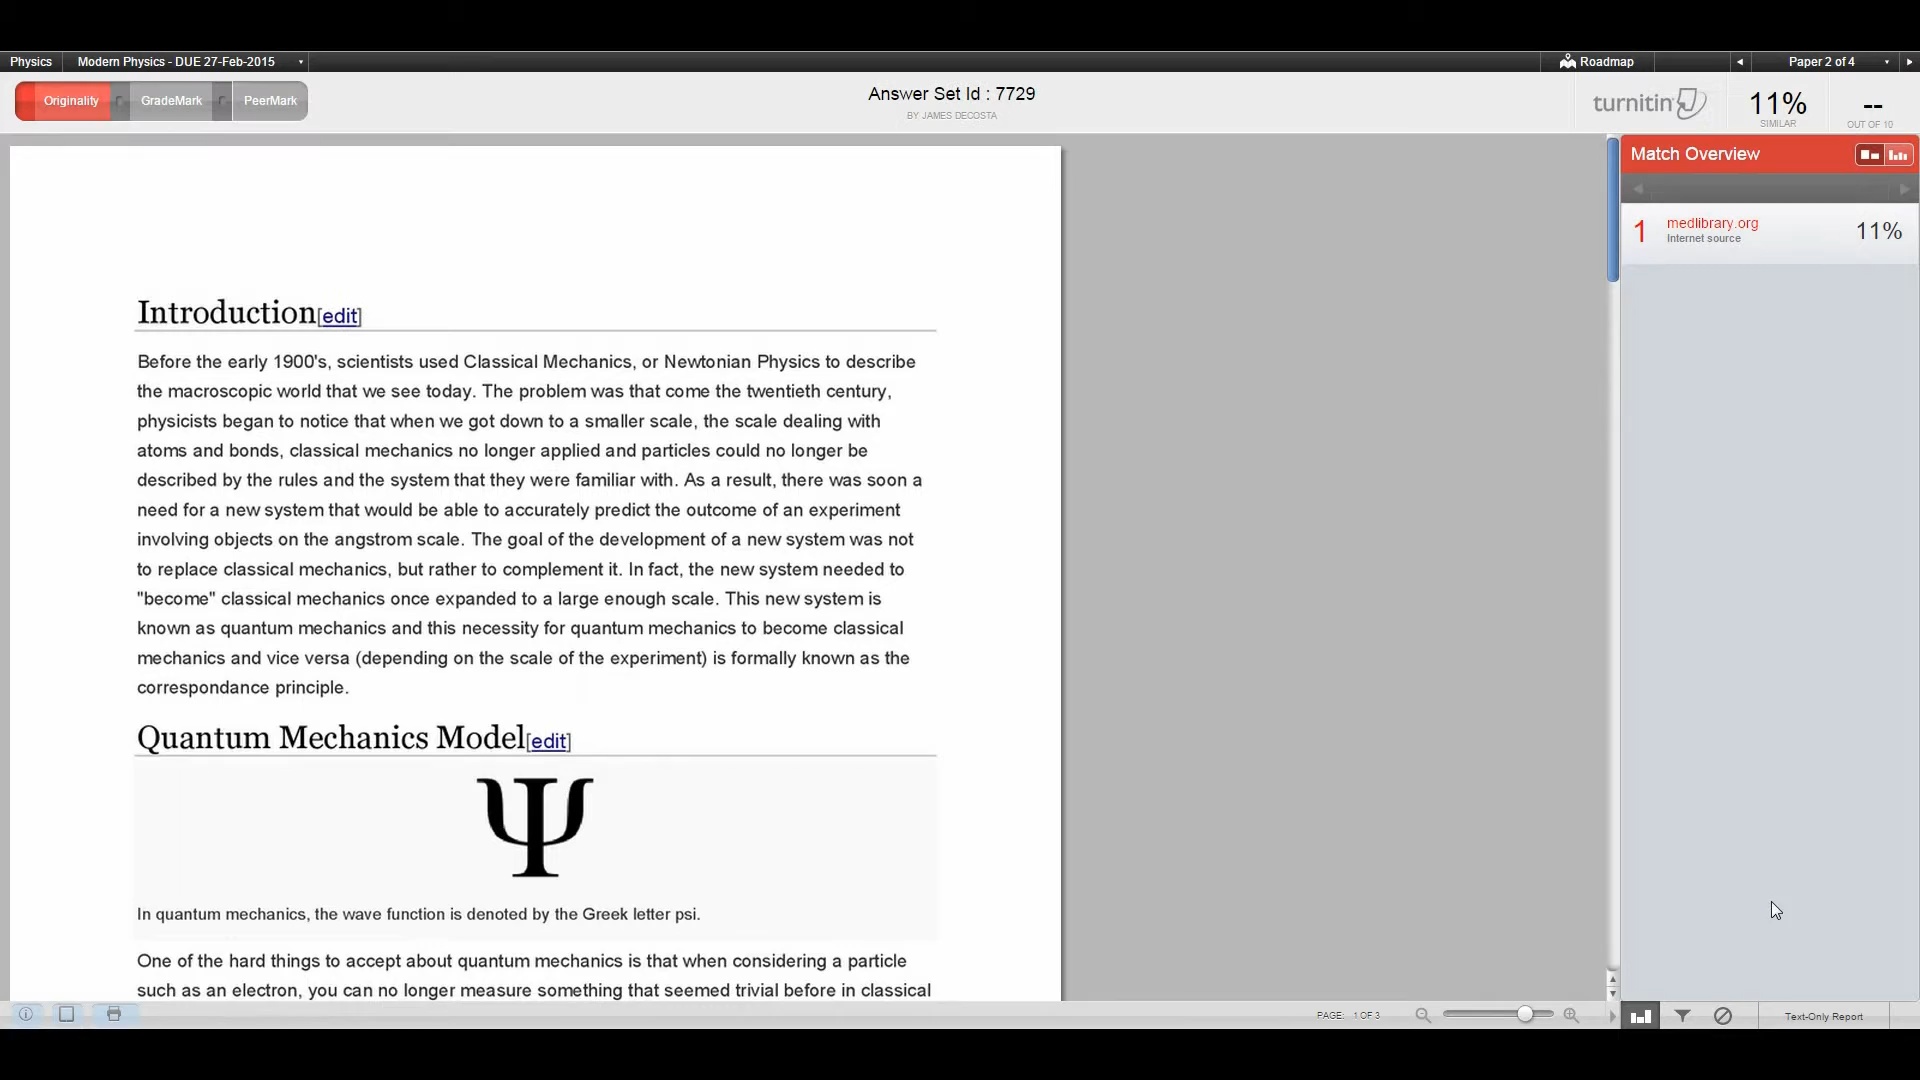 Physics
Modern Physics - DUE 27-Feb-2015
Roadmap
Paper 2 of 4
Originality
GradeMark
PeerMark
Answer Set Id : 7729
BY JAMES DECOSTA
turnitin
11%
SIMILAR
--
OUT OF 10
Match Overview
1
medlibrary.org
Internet source
11%
Introduction[edit]
Before the early 1900's, scientists used Classical Mechanics, or Newtonian Physics to describe
the macroscopic world that we see today. The problem was that come the twentieth century,
physicists began to notice that when we got down to a smaller scale, the scale dealing with
atoms and bonds, classical mechanics no longer applied and particles could no longer be
described by the rules and the system that they were familiar with. As a result, there was soon a
need for a new system that would be able to accurately predict the outcome of an experiment
involving objects on the angstrom scale. The goal of the development of a new system was not
to replace classical mechanics, but rather to complement it. In fact, the new system needed to
"become" classical mechanics once expanded to a large enough scale. This new system is
known as quantum mechanics and this necessity for quantum mechanics to become classical
mechanics and vice versa (depending on the scale of the experiment) is formally known as the
correspondance principle.
Quantum Mechanics Model[edit]
Ψ
In quantum mechanics, the wave function is denoted by the Greek letter psi.
One of the hard things to accept about quantum mechanics is that when considering a particle
such as an electron, you can no longer measure something that seemed trivial before in classical
PAGE: 1 OF 3
Text-Only Report